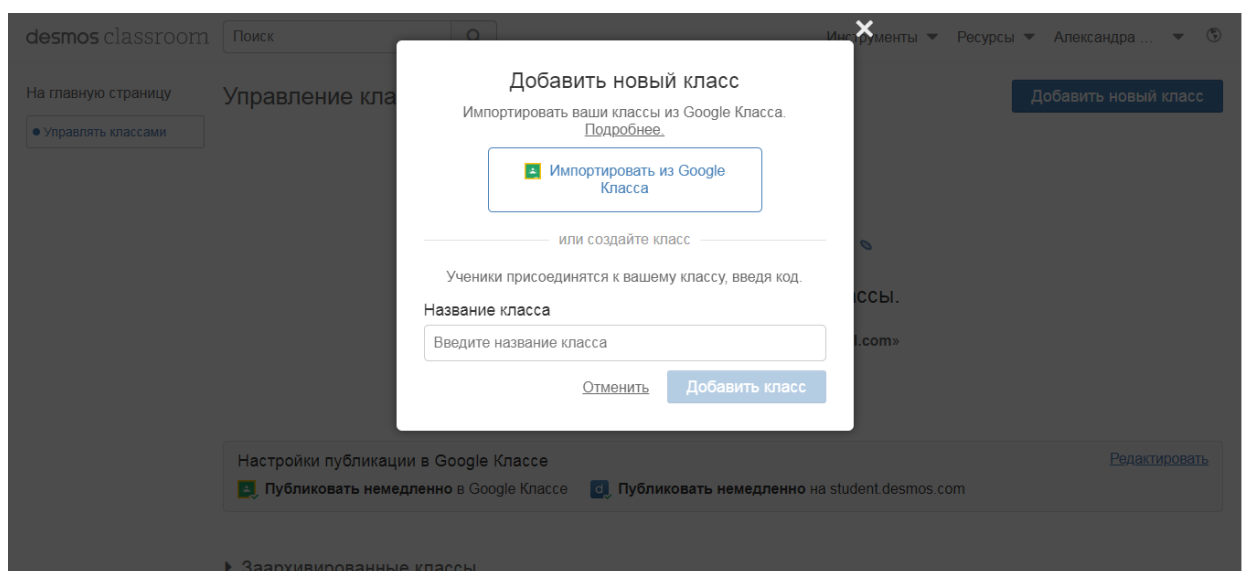 desmos classroom
Поиск
Инструменты
Ресурсы
Александра ...
На главную страницу
Управлять классами
Управление кла
Добавить новый класс
Добавить новый класс
Импортировать ваши классы из Google Класса.
Подробнее.
Импортировать из Google
Класса
или создайте класс
Ученики присоединятся к вашему классу, введя код.
Название класса
Введите название класса
Отменить
Добавить класс
ссы.
l.com»
Настройки публикации в Google Классе
Редактировать
Публиковать немедленно в Google Классе
Публиковать немедленно на student.desmos.com
Заархивированные классы